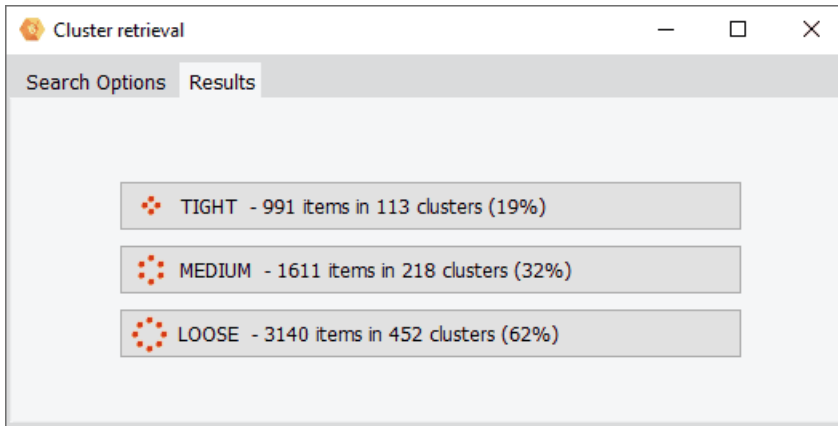 Cluster retrieval
Search Options Results
TIGHT - 991 items in 113 clusters (19%)
MEDIUM - 1611 items in 218 clusters (32%)
LOOSE - 3140 items in 452 clusters (62%)